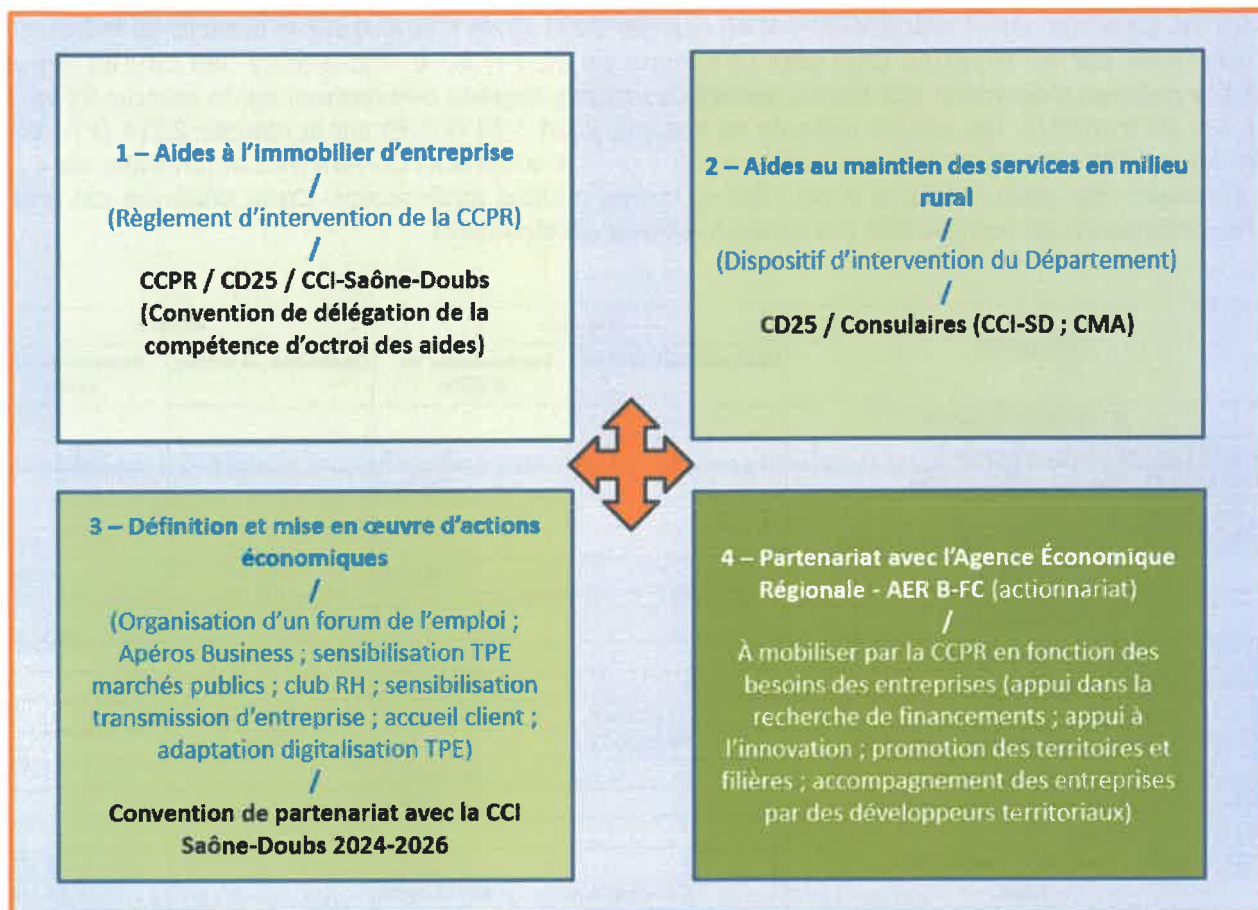 1 – Aides à l'immobilier d'entreprise
/
(Règlement d'intervention de la CCPR)
/
CCPR / CD25 / CCI-Saône-Doubs
(Convention de délégation de la
compétence d'octroi des aides)
2 – Aides au maintien des services en milieu
rural
/
(Dispositif d'intervention du Département)
/
CD25 / Consulaires (CCI-SD ; CMA)
3 – Définition et mise en œuvre d'actions
économiques
/
(Organisation d'un forum de l'emploi ;
Apéros Business ; sensibilisation TPE
marchés publics ; club RH ; sensibilisation
transmission d'entreprise ; accueil client ;
adaptation digitalisation TPE)
/
Convention de partenariat avec la CCI
Saône-Doubs 2024-2026
4 – Partenariat avec l'Agence Économique
Régionale - AER B-FC (actionnariat)
/
À mobiliser par la CCPR en fonction des
besoins des entreprises (appui dans la
recherche de financements ; appui à
l'innovation ; promotion des territoires et
filières ; accompagnement des entreprises
par des développeurs territoriaux)